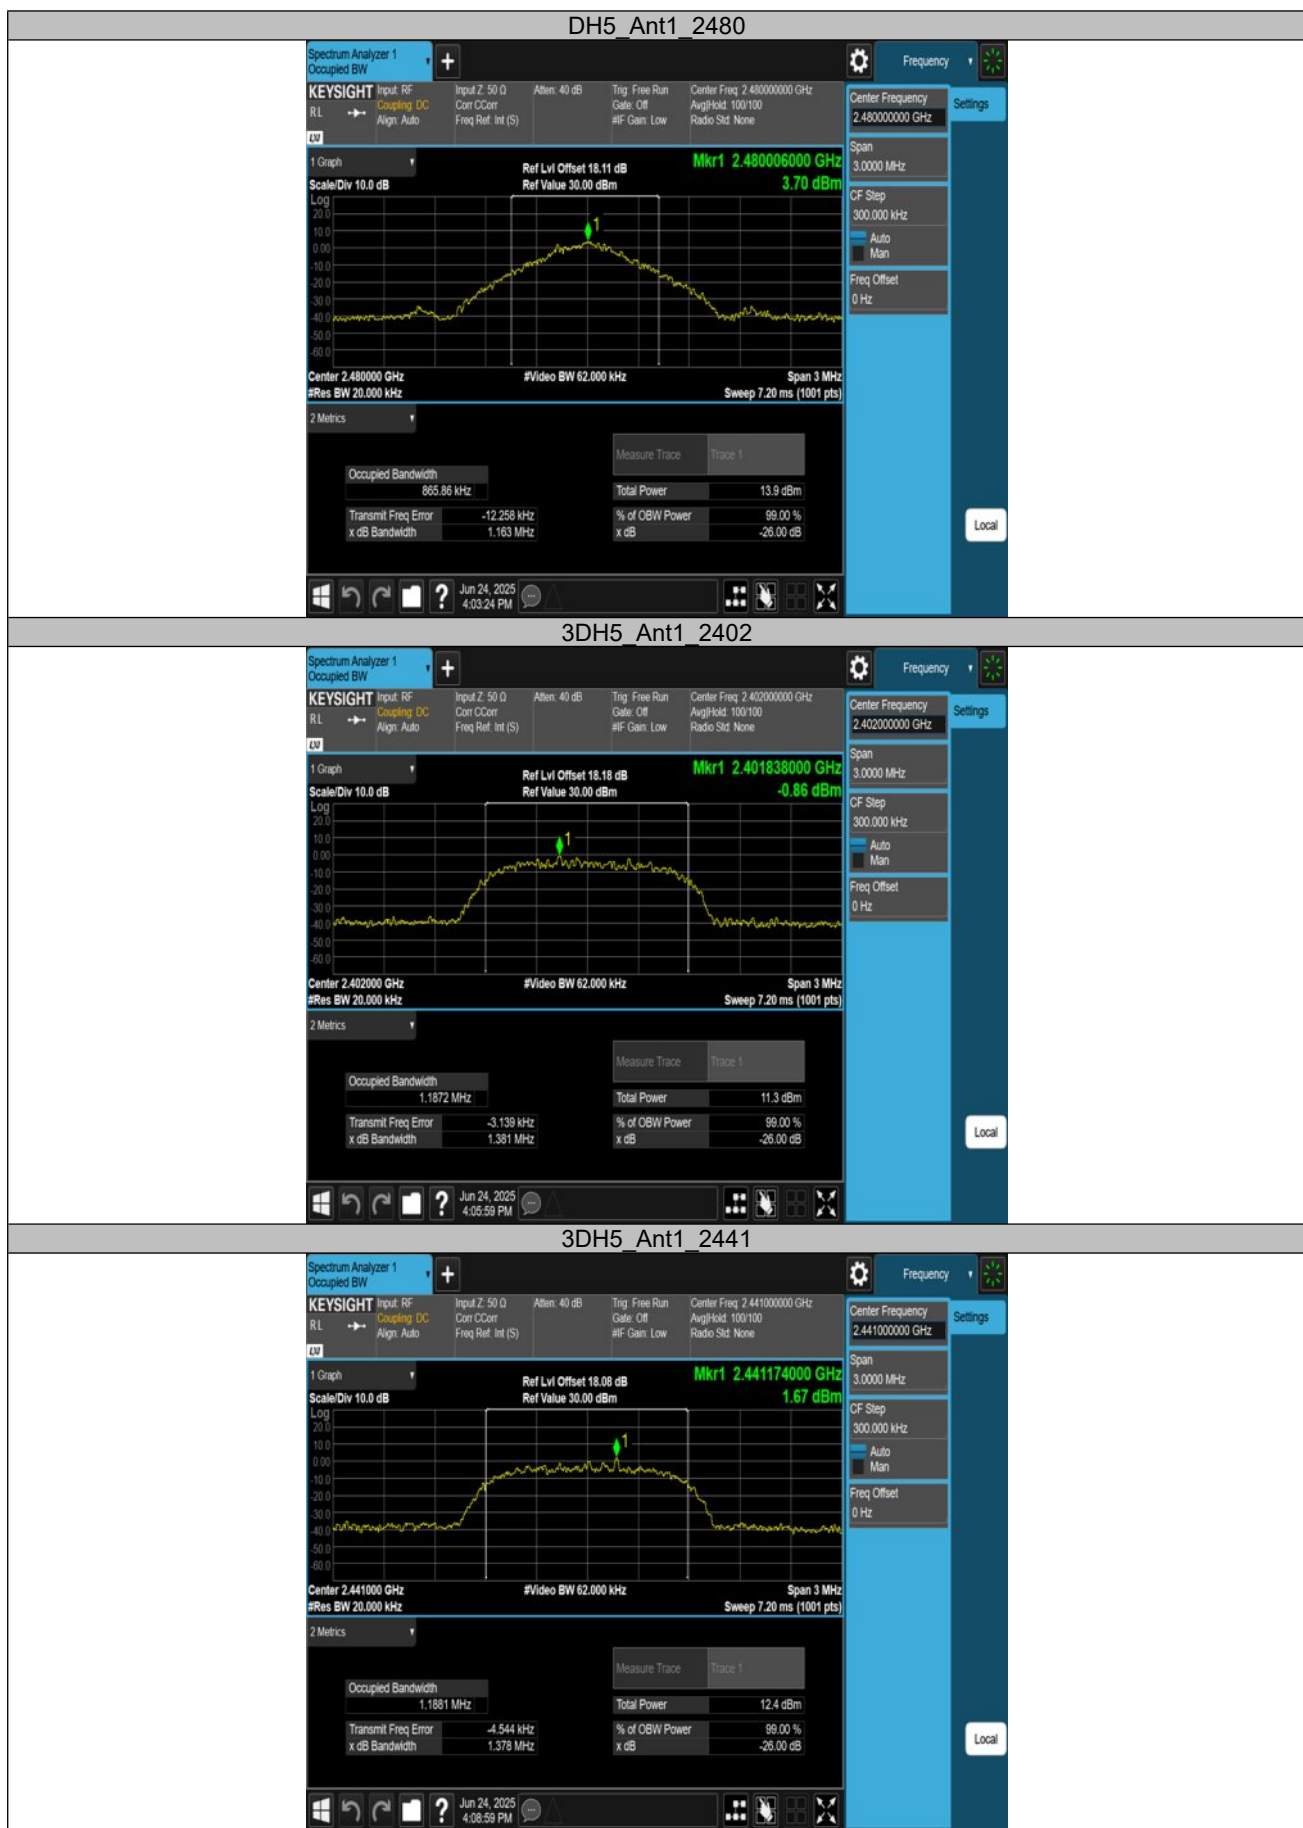 DH5_Ant1_2480
Spectrum Analyzer 1
Occupied BW
Frequency
KEYSIGHT
RL
LXI
Input: RF
Coupling: DC
Align: Auto
Input Z: 50 Ω
Corr CCorr
Freq Ref: Int (S)
Atten: 40 dB
Trig: Free Run
Gate: Off
#IF Gain: Low
Center Freq: 2.480000000 GHz
Avg|Hold: 100/100
Radio Std: None
Center Frequency
2.480000000 GHz
Settings
Span
3.0000 MHz
CF Step
300.000 kHz
Auto
Man
Freq Offset
0 Hz
1 Graph
Scale/Div 10.0 dB
Ref Lvl Offset 18.11 dB
Ref Value 30.00 dBm
Mkr1 2.480006000 GHz
3.70 dBm
Log
20.0
10.0
0.00
-10.0
-20.0
-30.0
-40.0
-50.0
-60.0
1
Center 2.480000 GHz
#Res BW 20.000 kHz
#Video BW 62.000 kHz
Span 3 MHz
Sweep 7.20 ms (1001 pts)
2 Metrics
Measure Trace Trace 1
Occupied Bandwidth
865.86 kHz
Total Power 13.9 dBm
Transmit Freq Error -12.258 kHz
% of OBW Power 99.00 %
x dB Bandwidth 1.163 MHz
x dB -26.00 dB
Local
Jun 24, 2025
4:03:24 PM
3DH5_Ant1_2402
Spectrum Analyzer 1
Occupied BW
Frequency
KEYSIGHT
RL
LXI
Input: RF
Coupling: DC
Align: Auto
Input Z: 50 Ω
Corr CCorr
Freq Ref: Int (S)
Atten: 40 dB
Trig: Free Run
Gate: Off
#IF Gain: Low
Center Freq: 2.402000000 GHz
Avg|Hold: 100/100
Radio Std: None
Center Frequency
2.402000000 GHz
Settings
Span
3.0000 MHz
CF Step
300.000 kHz
Auto
Man
Freq Offset
0 Hz
1 Graph
Scale/Div 10.0 dB
Ref Lvl Offset 18.18 dB
Ref Value 30.00 dBm
Mkr1 2.401838000 GHz
-0.86 dBm
Log
20.0
10.0
0.00
-10.0
-20.0
-30.0
-40.0
-50.0
-60.0
1
Center 2.402000 GHz
#Res BW 20.000 kHz
#Video BW 62.000 kHz
Span 3 MHz
Sweep 7.20 ms (1001 pts)
2 Metrics
Measure Trace Trace 1
Occupied Bandwidth
1.1872 MHz
Total Power 11.3 dBm
Transmit Freq Error -3.139 kHz
% of OBW Power 99.00 %
x dB Bandwidth 1.381 MHz
x dB -26.00 dB
Local
Jun 24, 2025
4:05:59 PM
3DH5_Ant1_2441
Spectrum Analyzer 1
Occupied BW
Frequency
KEYSIGHT
RL
LXI
Input: RF
Coupling: DC
Align: Auto
Input Z: 50 Ω
Corr CCorr
Freq Ref: Int (S)
Atten: 40 dB
Trig: Free Run
Gate: Off
#IF Gain: Low
Center Freq: 2.441000000 GHz
Avg|Hold: 100/100
Radio Std: None
Center Frequency
2.441000000 GHz
Settings
Span
3.0000 MHz
CF Step
300.000 kHz
Auto
Man
Freq Offset
0 Hz
1 Graph
Scale/Div 10.0 dB
Ref Lvl Offset 18.08 dB
Ref Value 30.00 dBm
Mkr1 2.441174000 GHz
1.67 dBm
Log
20.0
10.0
0.00
-10.0
-20.0
-30.0
-40.0
-50.0
-60.0
1
Center 2.441000 GHz
#Res BW 20.000 kHz
#Video BW 62.000 kHz
Span 3 MHz
Sweep 7.20 ms (1001 pts)
2 Metrics
Measure Trace Trace 1
Occupied Bandwidth
1.1881 MHz
Total Power 12.4 dBm
Transmit Freq Error -4.544 kHz
% of OBW Power 99.00 %
x dB Bandwidth 1.378 MHz
x dB -26.00 dB
Local
Jun 24, 2025
4:08:59 PM